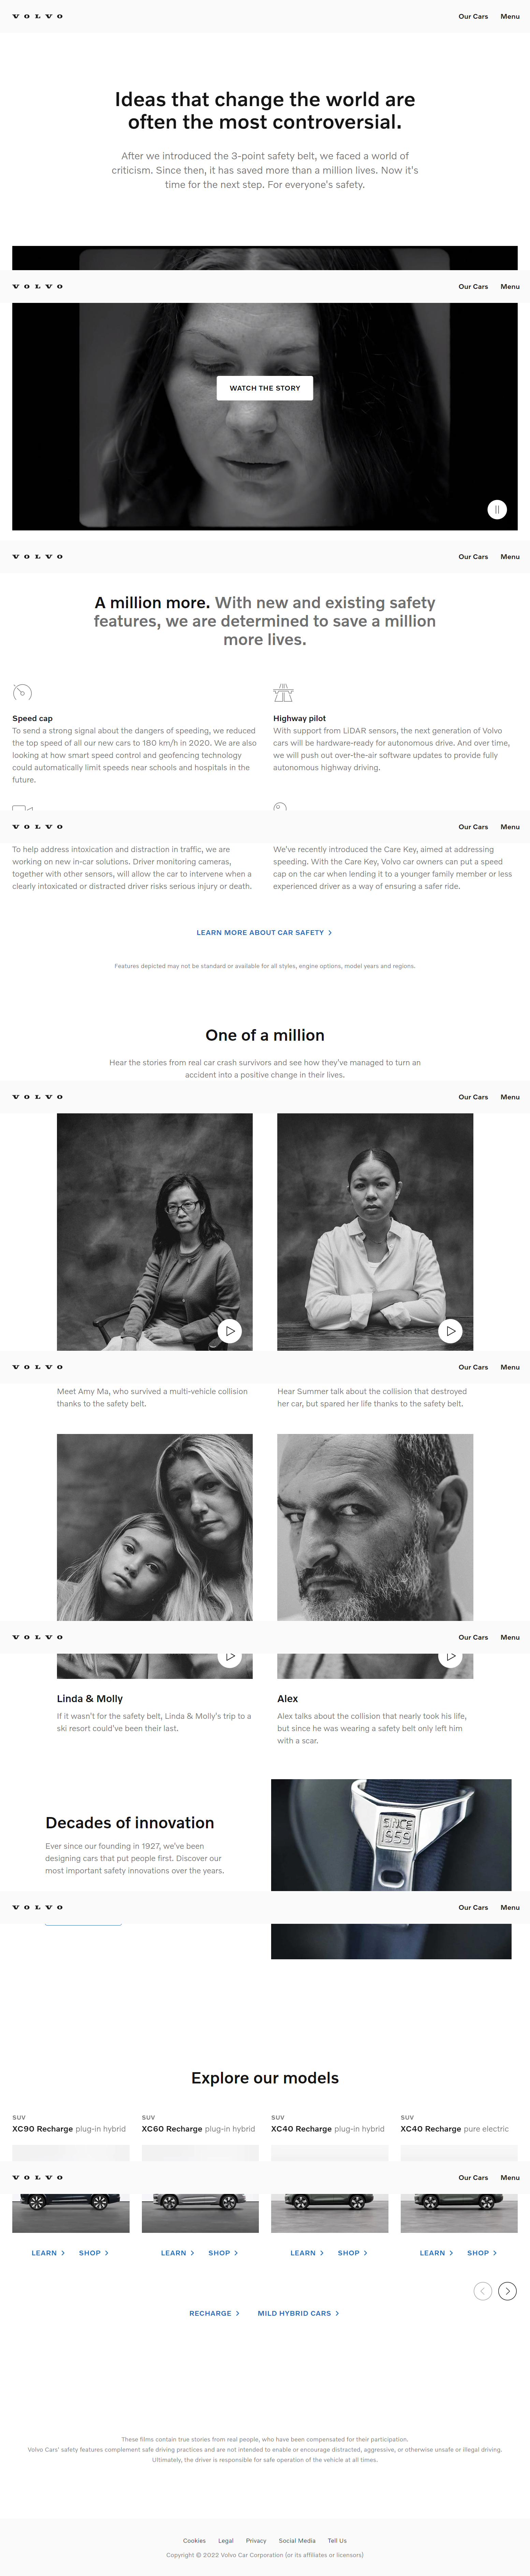 VOLVO Our Cars Menu
Ideas that change the world are
often the most controversial.
After we introduced the 3-point safety belt, we faced a world of
criticism. Since then, it has saved more than a million lives. Now it's
time for the next step. For everyone's safety.
VOLVO Our Cars Menu
WATCH THE STORY
VOLVO Our Cars Menu
A million more. With new and existing safety
features, we are determined to save a million
more lives.
Speed cap
To send a strong signal about the dangers of speeding, we reduced
the top speed of all our new cars to 180 km/h in 2020. We are also
looking at how smart speed control and geofencing technology
could automatically limit speeds near schools and hospitals in the
future.
Highway pilot
With support from LiDAR sensors, the next generation of Volvo
cars will be hardware-ready for autonomous drive. And over time,
we will push out over-the-air software updates to provide fully
autonomous highway driving.
VOLVO Our Cars Menu
To help address intoxication and distraction in traffic, we are
working on new in-car solutions. Driver monitoring cameras,
together with other sensors, will allow the car to intervene when a
clearly intoxicated or distracted driver risks serious injury or death.
We've recently introduced the Care Key, aimed at addressing
speeding. With the Care Key, Volvo car owners can put a speed
cap on the car when lending it to a younger family member or less
experienced driver as a way of ensuring a safer ride.
LEARN MORE ABOUT CAR SAFETY
Features depicted may not be standard or available for all styles, engine options, model years and regions.
One of a million
Hear the stories from real car crash survivors and see how they've managed to turn an
accident into a positive change in their lives.
VOLVO Our Cars Menu
VOLVO Our Cars Menu
Meet Amy Ma, who survived a multi-vehicle collision
thanks to the safety belt.
Hear Summer talk about the collision that destroyed
her car, but spared her life thanks to the safety belt.
VOLVO Our Cars Menu
Linda & Molly
If it wasn't for the safety belt, Linda & Molly's trip to a
ski resort could've been their last.
Alex
Alex talks about the collision that nearly took his life,
but since he was wearing a safety belt only left him
with a scar.
Decades of innovation
Ever since our founding in 1927, we've been
designing cars that put people first. Discover our
most important safety innovations over the years.
SINCE
1959
VOLVO Our Cars Menu
Explore our models
SUV
XC90 Recharge plug-in hybrid
SUV
XC60 Recharge plug-in hybrid
SUV
XC40 Recharge plug-in hybrid
SUV
XC40 Recharge pure electric
VOLVO Our Cars Menu
LEARN SHOP LEARN SHOP LEARN SHOP LEARN SHOP
RECHARGE MILD HYBRID CARS
These films contain true stories from real people, who have been compensated for their participation.
Volvo Cars' safety features complement safe driving practices and are not intended to enable or encourage distracted, aggressive, or otherwise unsafe or illegal driving.
Ultimately, the driver is responsible for safe operation of the vehicle at all times.
Cookies Legal Privacy Social Media Tell Us
Copyright © 2022 Volvo Car Corporation (or its affiliates or licensors)